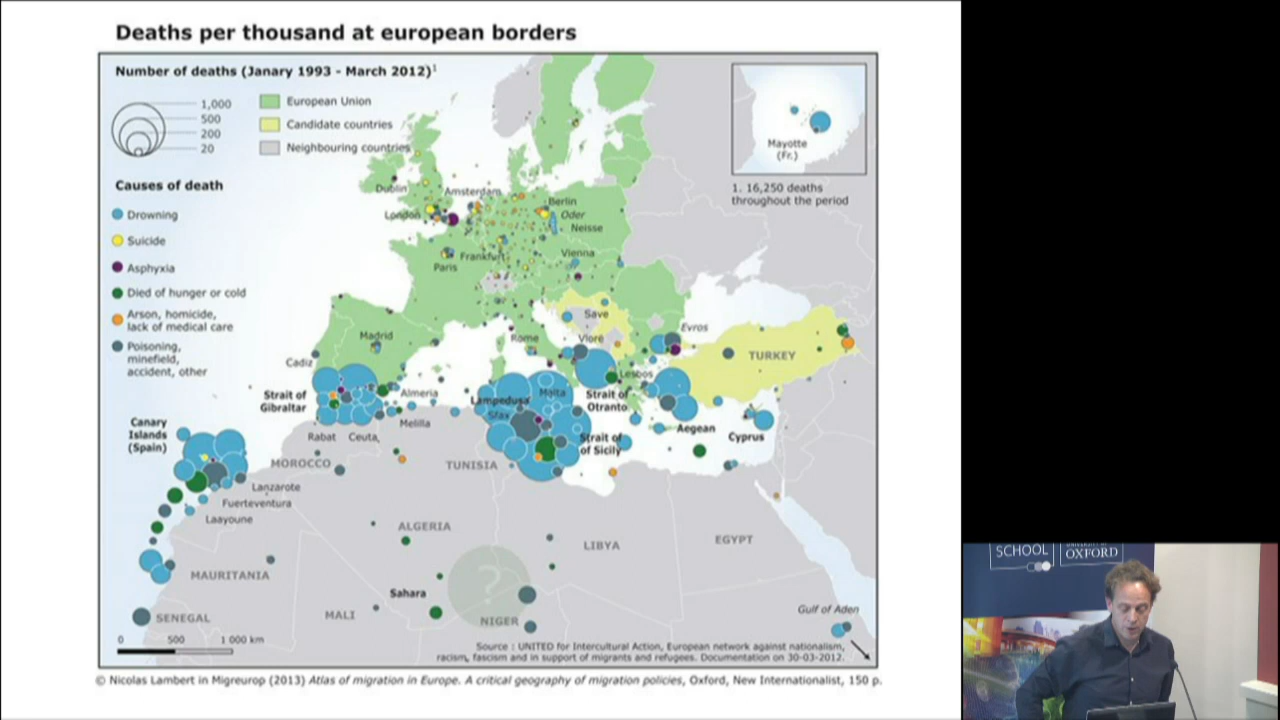 Deaths per thousand at european borders
Number of deaths (Janary 1993 - March 2012)1
1,000
500
200
20
European Union
Candidate countries
Neighbouring countries
Causes of death
Drowning
Suicide
Asphyxia
Died of hunger or cold
Arson, homicide,
lack of medical care
Poisoning,
minefield,
accident, other
Mayotte
(Fr.)
1. 16,250 deaths
throughout the period
Dublin
Amsterdam
London
Berlin
Oder
Neisse
Paris
Frankfurt
Vienna
Save
Madrid
Rome
Vlorë
Evros
TURKEY
Cadiz
Lesbos
Strait of
Gibraltar
Almeria
Lampedusa
Malta
Strait of
Otranto
Canary
Islands
(Spain)
Melilla
Sfax
Aegean
Cyprus
Rabat
Ceuta
Strait of
of Sicily
MOROCCO
TUNISIA
Lanzarote
Fuerteventura
Laayoune
ALGERIA
LIBYA
EGYPT
MAURITANIA
Sahara
?
SENEGAL
MALI
NIGER
Gulf of Aden
0 500 1 000 km
Source : UNITED for Intercultural Action, European network against nationalism,
racism, fascism and in support of migrants and refugees. Documentation on 30-03-2012.
© Nicolas Lambert in Migreurop (2013) Atlas of migration in Europe. A critical geography of migration policies, Oxford, New Internationalist, 150 p.
SCHOOL
UNIVERSITY OF
OXFORD